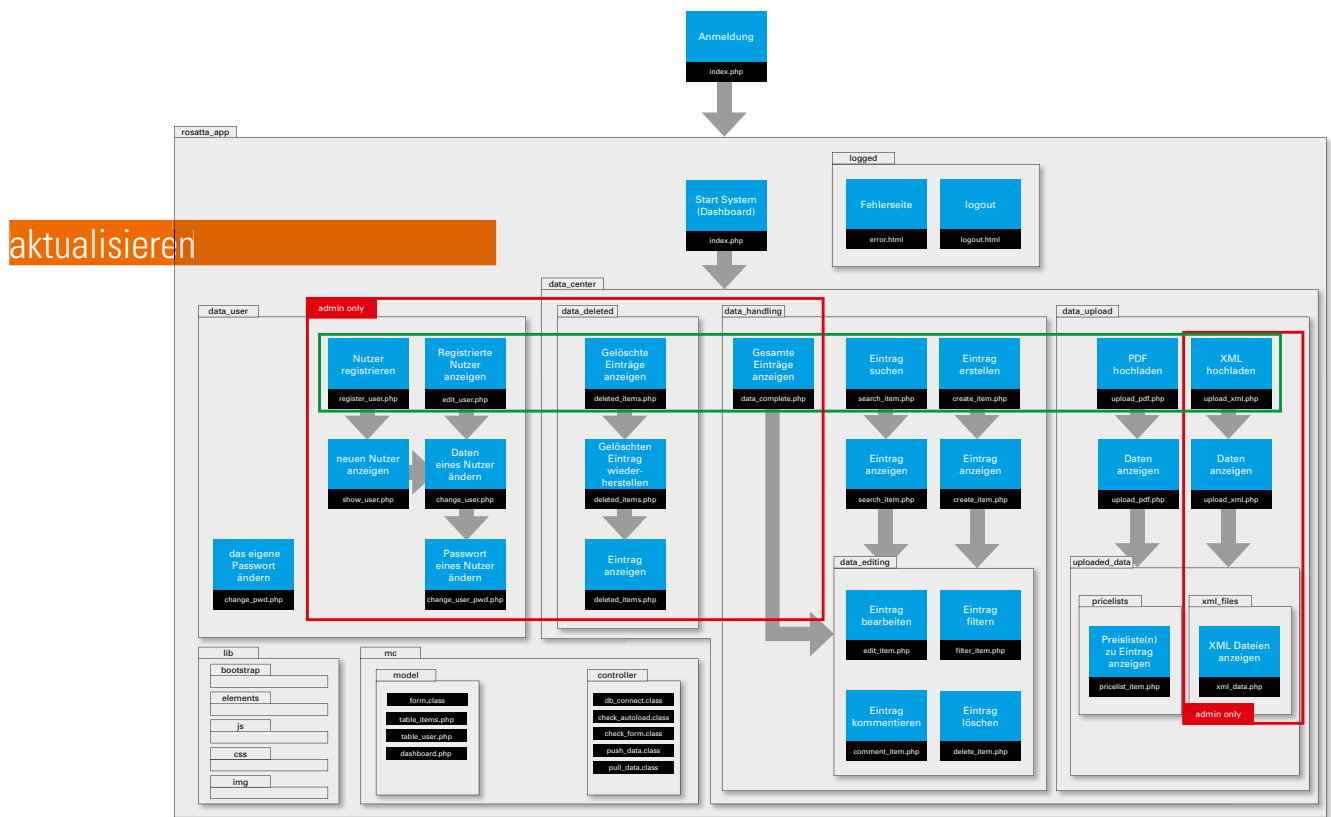 Anmeldung
index.php
rosatta_app
logged
Start System
(Dashboard)
index.php
Fehlerseite
error.html
logout
logout.html
aktualisieren
data_center
data_user
admin only
data_deleted
data_handling
data_upload
Nutzer
registrieren
register_user.php
Registrierte
Nutzer
anzeigen
edit_user.php
Gelöschte
Einträge
anzeigen
deleted_items.php
Gesamte
Einträge
anzeigen
data_complete.php
Eintrag
suchen
search_item.php
Eintrag
erstellen
create_item.php
PDF
hochladen
upload_pdf.php
XML
hochladen
upload_xml.php
neuen Nutzer
anzeigen
show_user.php
Daten
eines Nutzer
ändern
change_user.php
Gelöschten
Eintrag
wieder-
herstellen
deleted_items.php
Eintrag
anzeigen
search_item.php
Eintrag
anzeigen
create_item.php
Daten
anzeigen
upload_pdf.php
Daten
anzeigen
upload_xml.php
das eigene
Passwort
ändern
change_pwd.php
Passwort
eines Nutzer
ändern
change_user_pwd.php
Eintrag
anzeigen
deleted_items.php
data_editing
uploaded_data
Eintrag
bearbeiten
edit_item.php
Eintrag
filtern
filter_item.php
pricelists
xml_files
Preisliste(n)
zu Eintrag
anzeigen
pricelist_item.php
XML Dateien
anzeigen
xml_data.php
admin only
Eintrag
kommentieren
comment_item.php
Eintrag
löschen
delete_item.php
lib
bootstrap
elements
js
css
img
mc
model
form.class
table_items.php
table_user.php
dashboard.php
controller
db_connect.class
check_autoload.class
check_form.class
push_data.class
pull_data.class